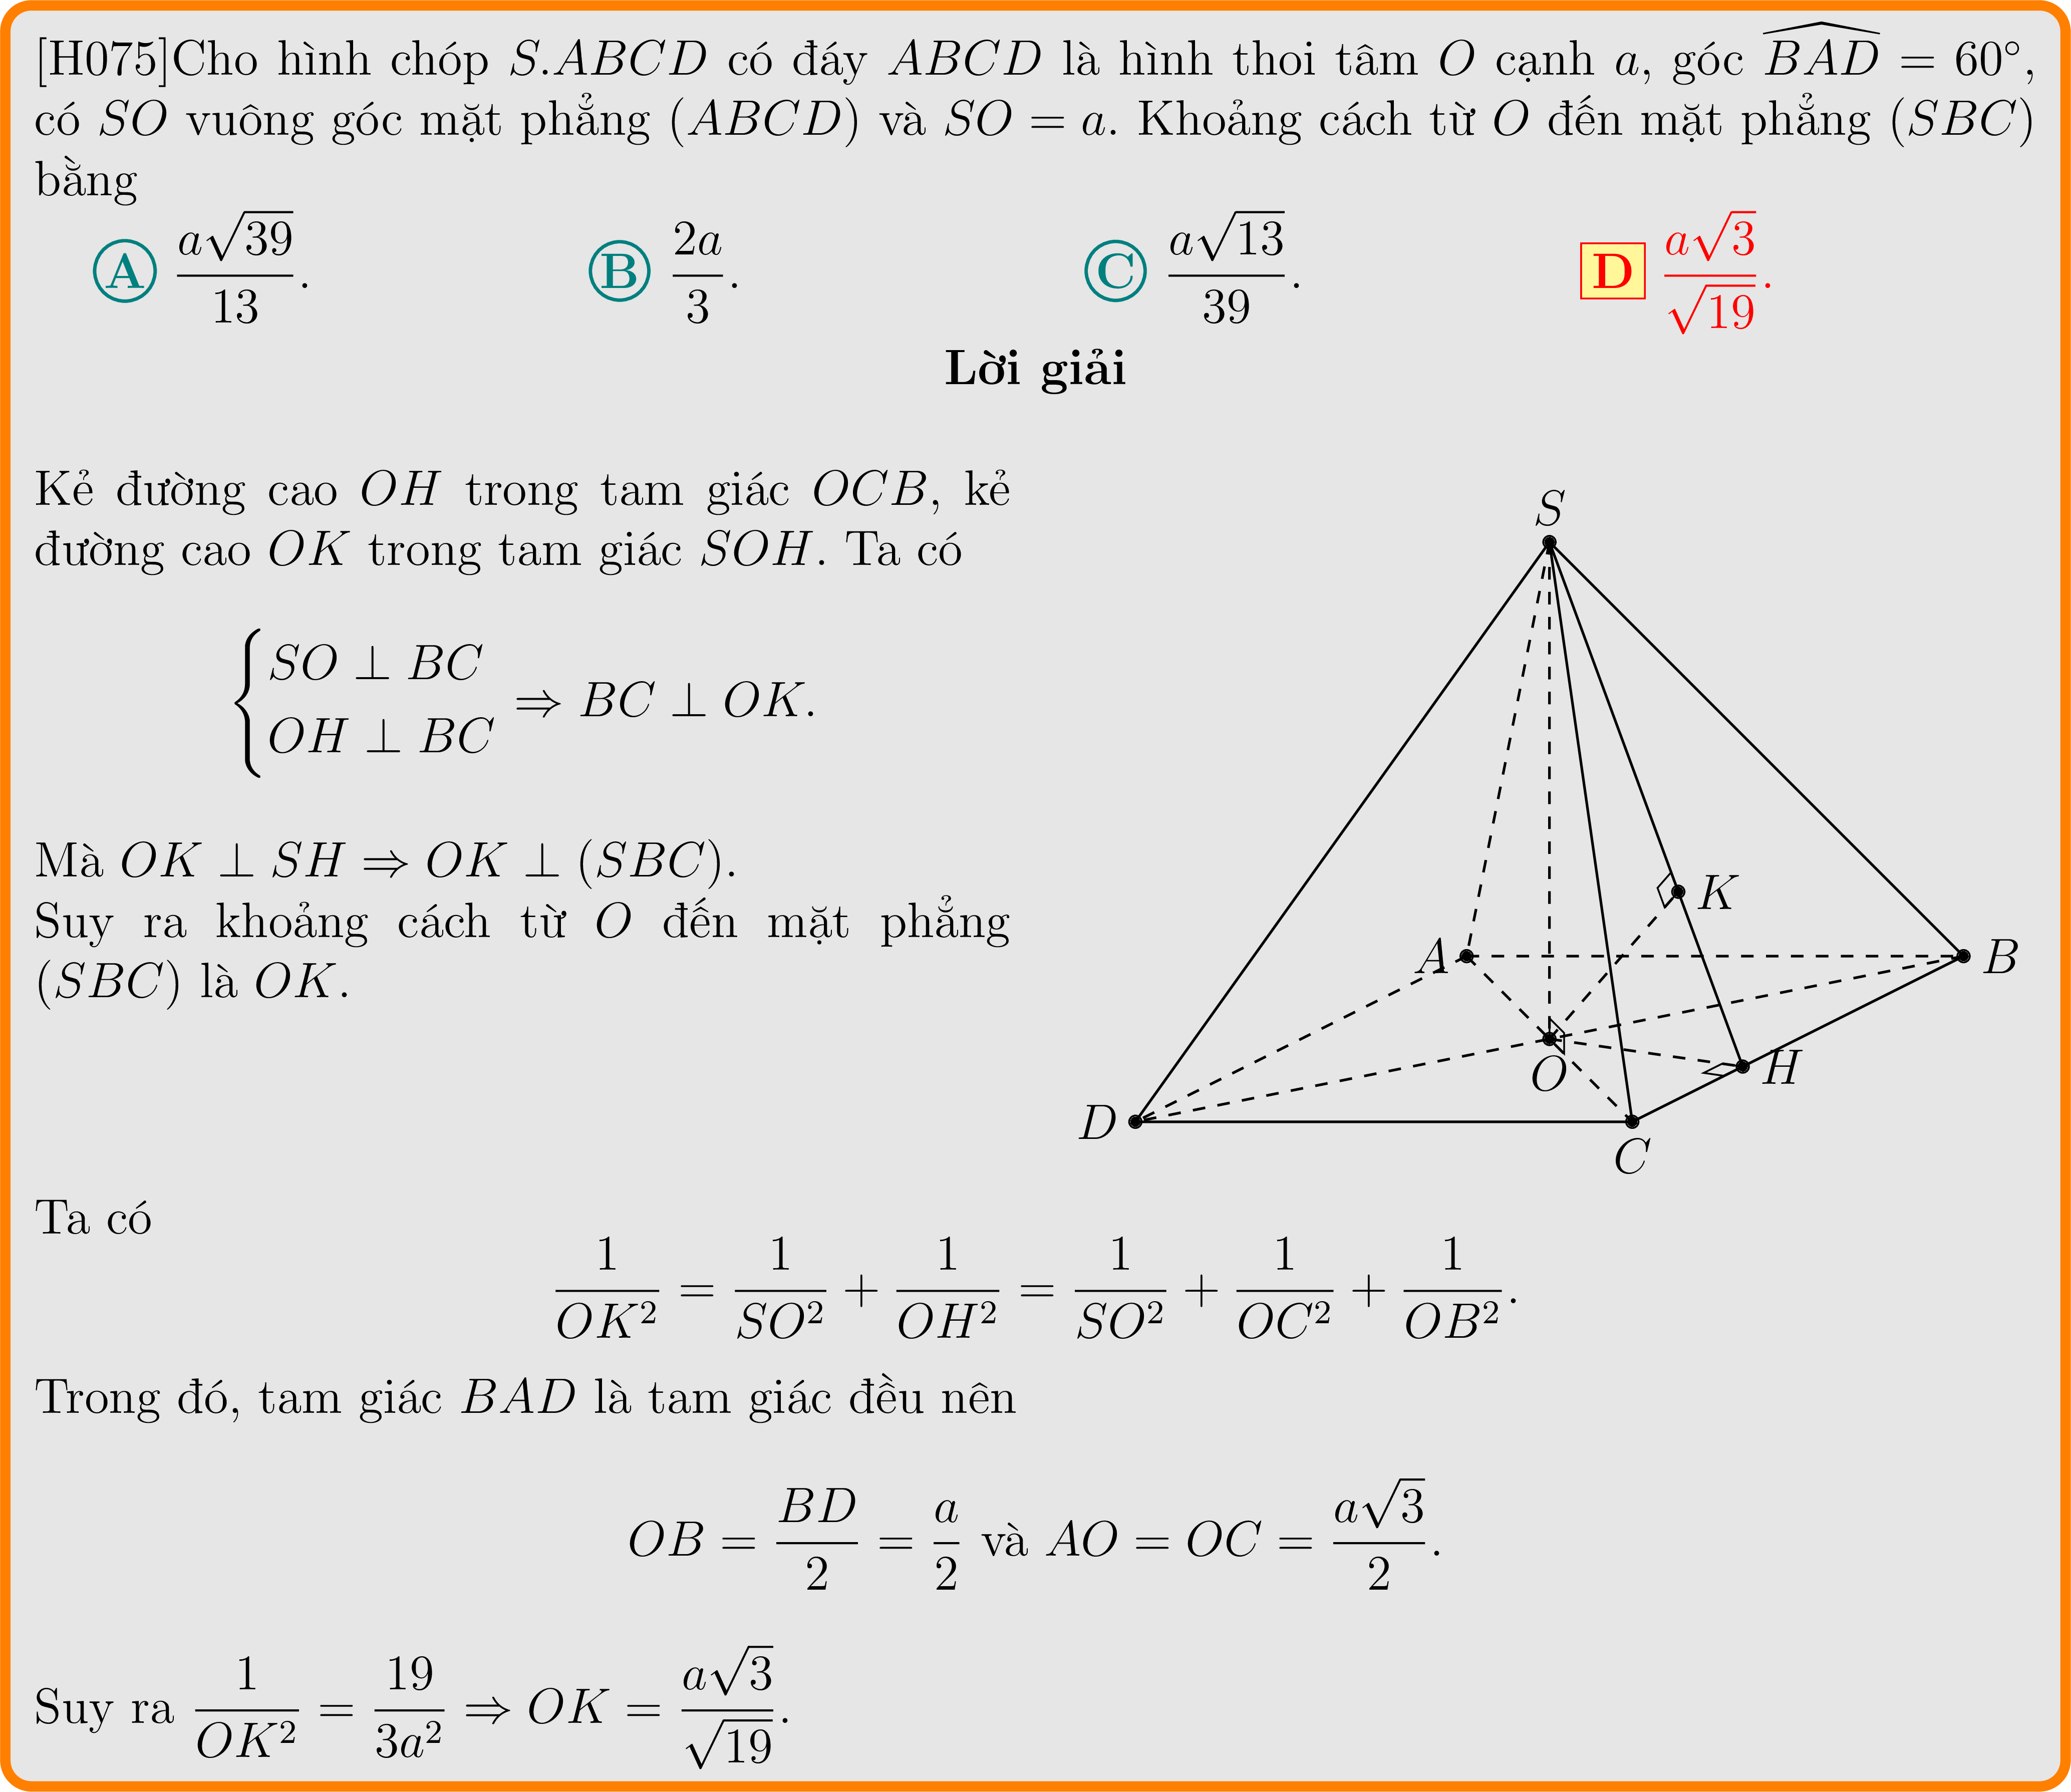 [H075]Cho hình chóp S.ABCD có đáy ABCD là hình thoi tâm O cạnh a, góc $\widehat{BAD} = 60^\circ$,
có SO vuông góc mặt phẳng (ABCD) và SO = a. Khoảng cách từ O đến mặt phẳng (SBC)
bằng
A $\frac{a\sqrt{39}}{13}$. B $\frac{2a}{3}$. C $\frac{a\sqrt{13}}{39}$. D $\frac{a\sqrt{3}}{\sqrt{19}}$.
Lời giải
Kẻ đường cao OH trong tam giác OCB, kẻ
đường cao OK trong tam giác SOH. Ta có
$\begin{cases} SO \perp BC \\ OH \perp BC \end{cases} \Rightarrow BC \perp OK.$
Mà OK ⊥ SH ⇒ OK ⊥ (SBC).
Suy ra khoảng cách từ O đến mặt phẳng
(SBC) là OK.
S
K
A
B
O
H
D
C
Ta có
$\frac{1}{OK^2} = \frac{1}{SO^2} + \frac{1}{OH^2} = \frac{1}{SO^2} + \frac{1}{OC^2} + \frac{1}{OB^2}.$
Trong đó, tam giác BAD là tam giác đều nên
$OB = \frac{BD}{2} = \frac{a}{2}$ và $AO = OC = \frac{a\sqrt{3}}{2}.$
Suy ra $\frac{1}{OK^2} = \frac{19}{3a^2} \Rightarrow OK = \frac{a\sqrt{3}}{\sqrt{19}}.$